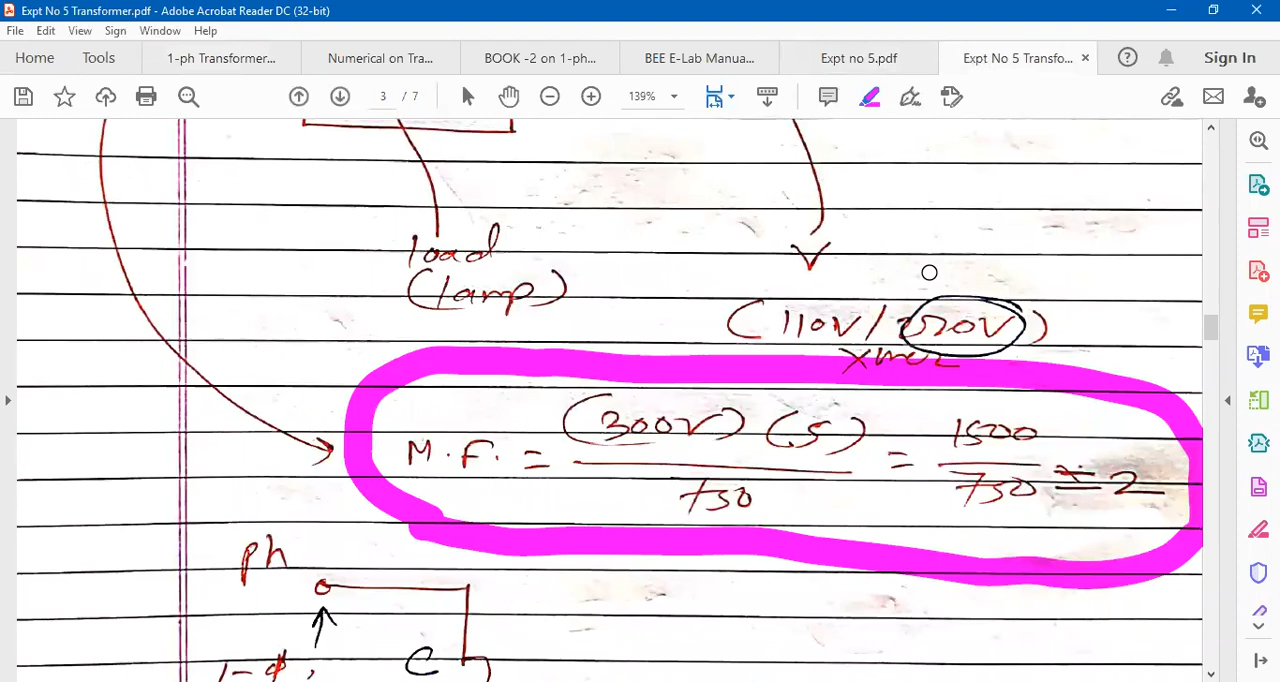 Expt No 5 Transformer.pdf - Adobe Acrobat Reader DC (32-bit)
File Edit View Sign Window Help
Home Tools 1-ph Transformer... Numerical on Tra... BOOK -2 on 1-ph... BEE E-Lab Manua... Expt no 5.pdf Expt No 5 Transfo... × Sign In
3 / 7 139%
load
(lamp)
(110V/220V)
Xmer
M.F. = (300V) (.5) / 750 = 1500 / 750 = 2
ph
1-φ,
C